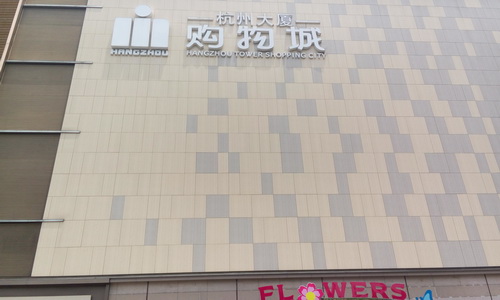 杭州大厦
购物城
HANGZHOU
HANGZHOU TOWER SHOPPING CITY
FLOWERS